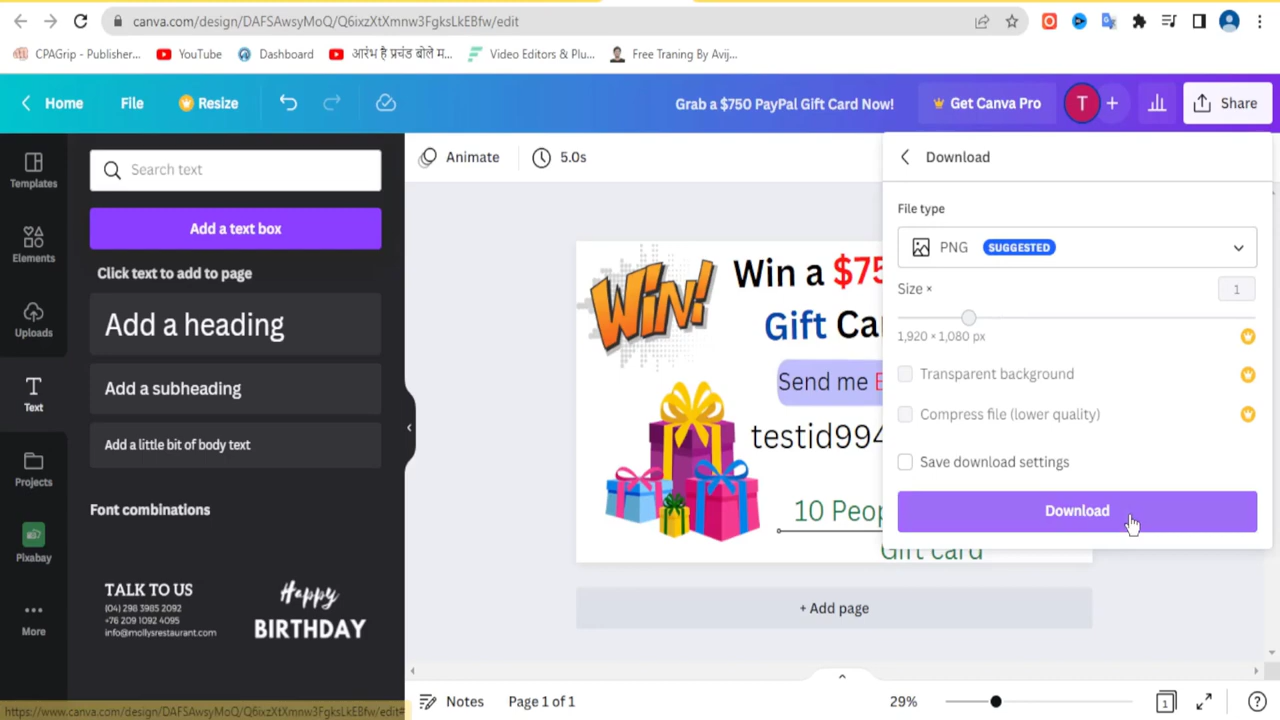 canva.com/design/DAFSAwsyMoQ/Q6ixzXtXmnw3FgksLkEBfw/edit
CPAGrip - Publisher...
YouTube
Dashboard
आरंभ है प्रचंड बोले म...
Video Editors & Plu...
Free Traning By Avij...
Home
File
Resize
Grab a $750 PayPal Gift Card Now!
Get Canva Pro
T
Share
Templates
Elements
Uploads
Text
Projects
Pixabay
More
Search text
Add a text box
Click text to add to page
Add a heading
Add a subheading
Add a little bit of body text
Font combinations
TALK TO US
(04) 298 3985 2092
+76 209 1092 4095
info@mollysrestaurant.com
Happy
BIRTHDAY
Animate
5.0s
WIN!
Win a $75
Gift Ca
Send me
testid994
10 Peop
Gift card
+ Add page
Download
File type
PNG
SUGGESTED
Size ×
1
1,920 × 1,080 px
Transparent background
Compress file (lower quality)
Save download settings
Download
Notes
Page 1 of 1
29%
1
https://www.canva.com/design/DAFSAwsyMoQ/Q6ixzXtXmnw3FgksLkEBfw/edit#